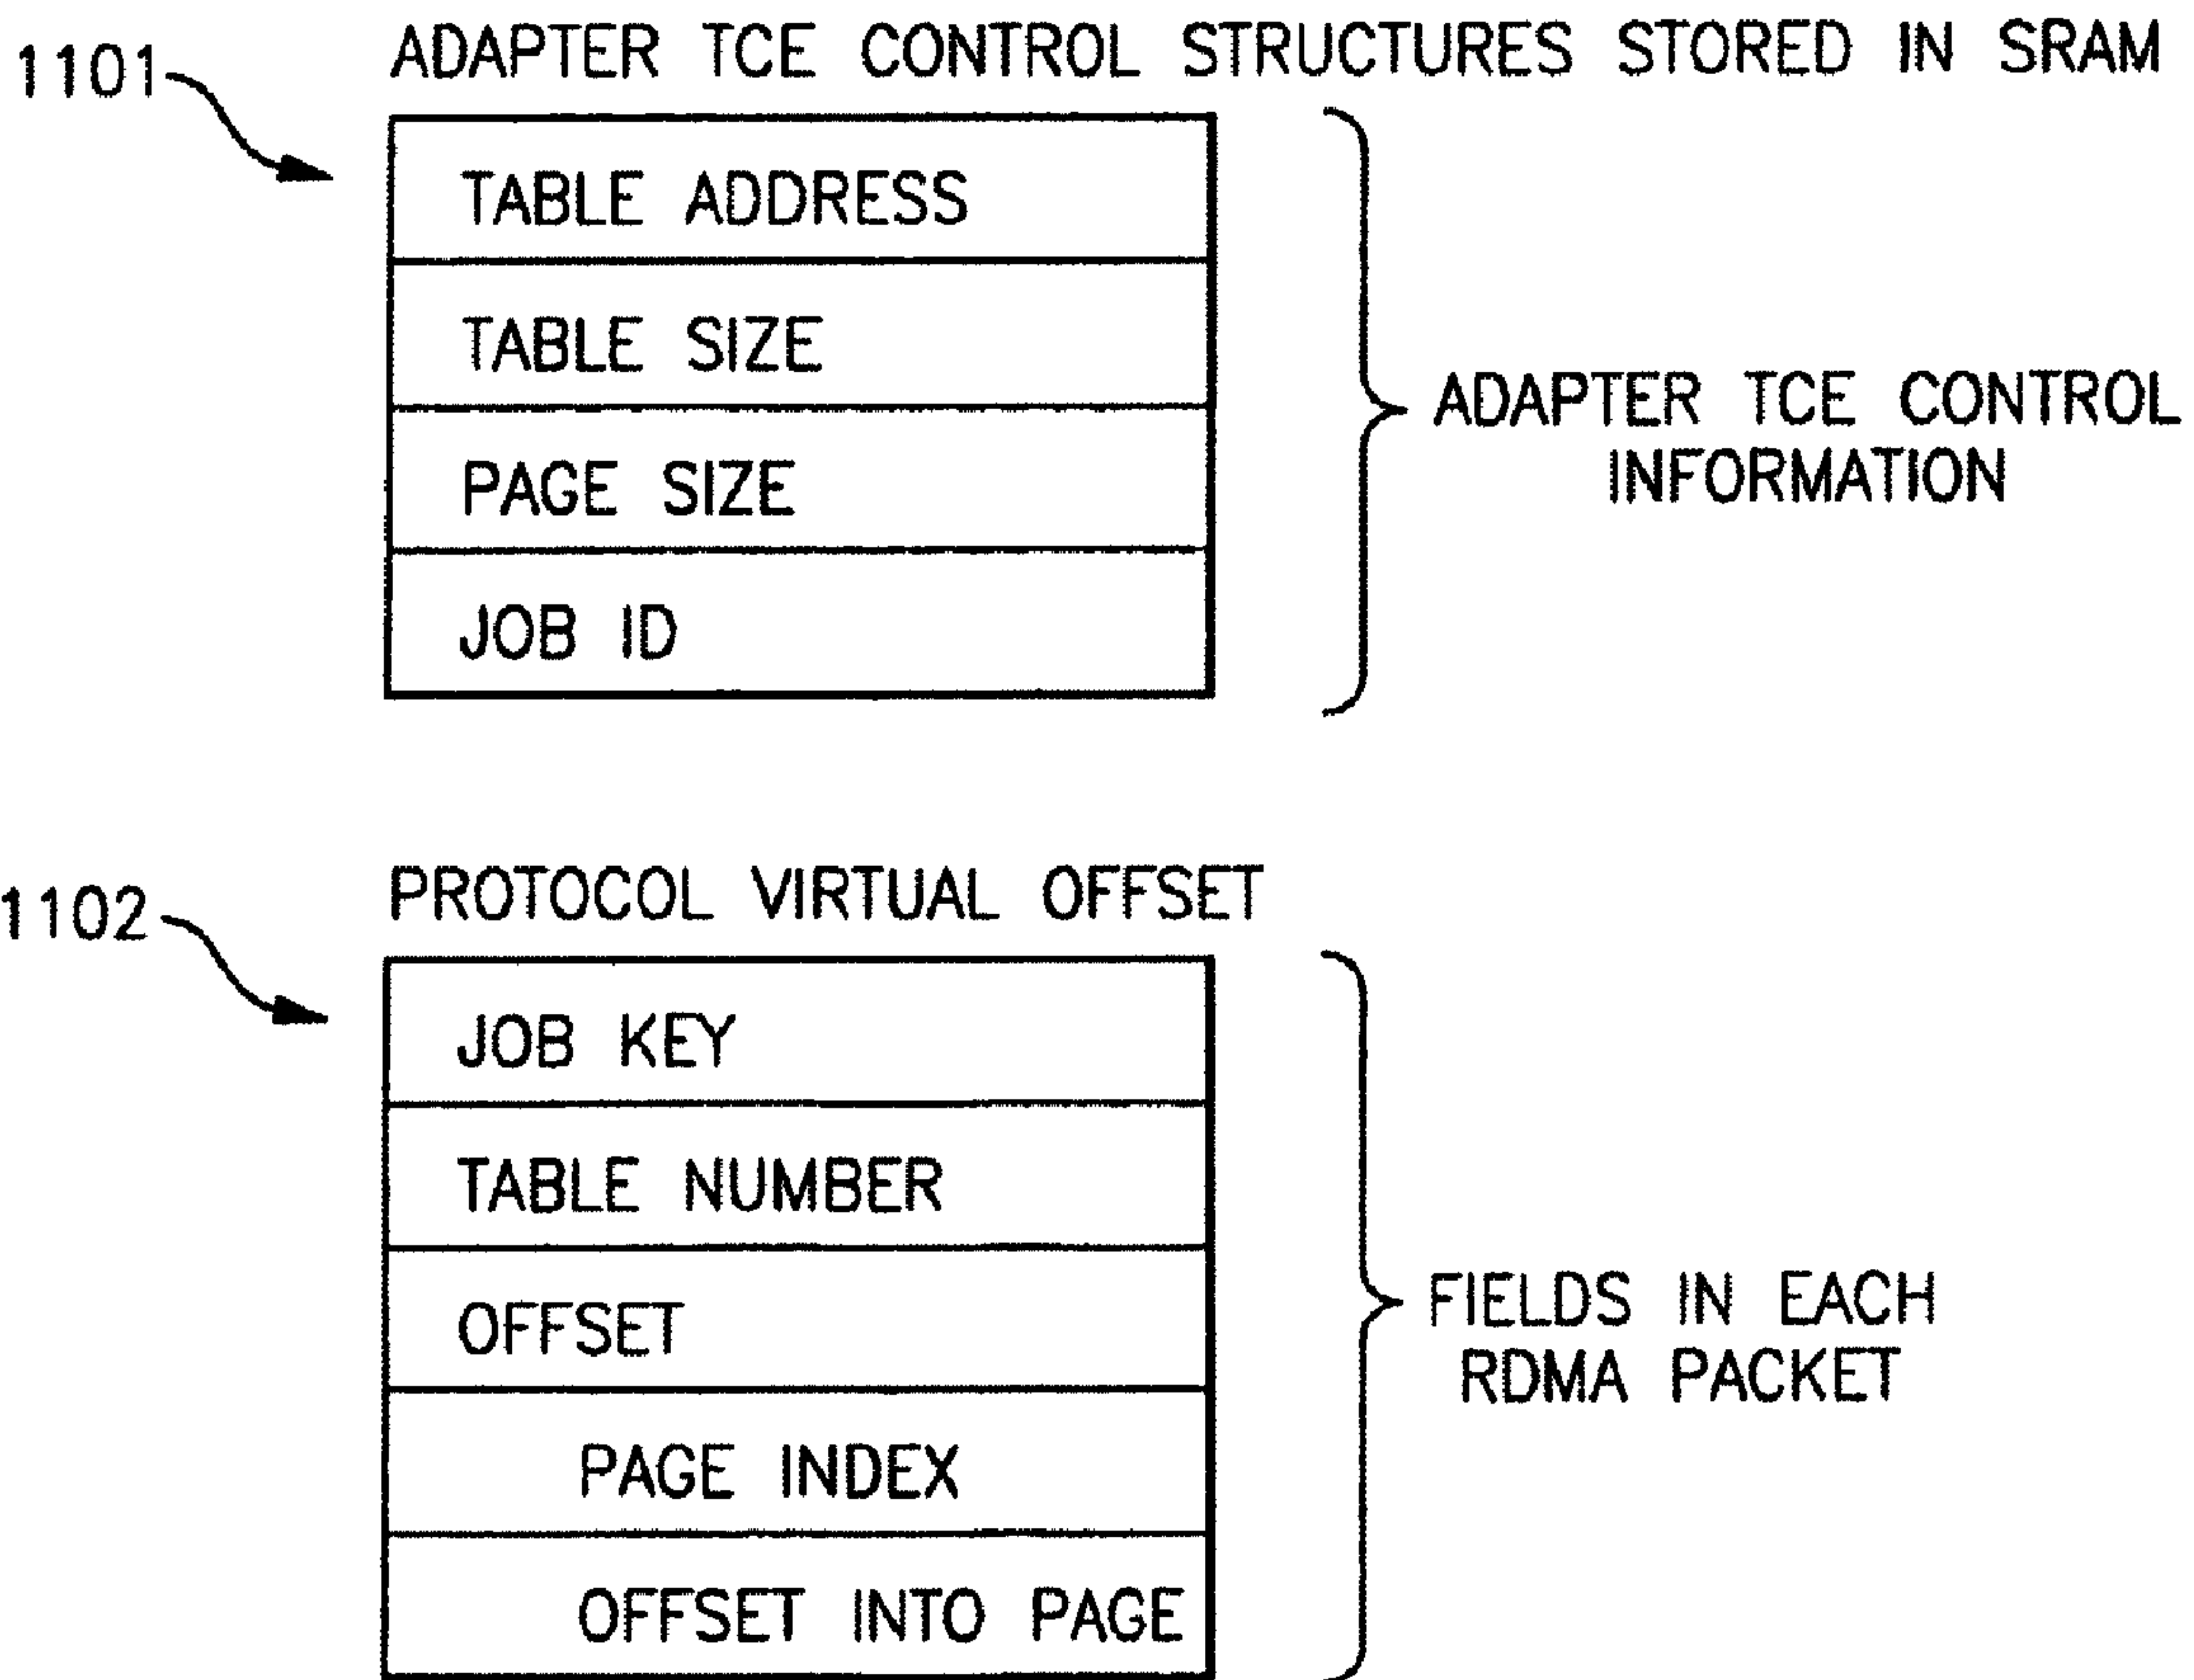 1101
ADAPTER TCE CONTROL STRUCTURES STORED IN SRAM
TABLE ADDRESS
TABLE SIZE
PAGE SIZE
JOB ID
ADAPTER TCE CONTROL
INFORMATION
1102
PROTOCOL VIRTUAL OFFSET
JOB KEY
TABLE NUMBER
OFFSET
PAGE INDEX
OFFSET INTO PAGE
FIELDS IN EACH
RDMA PACKET